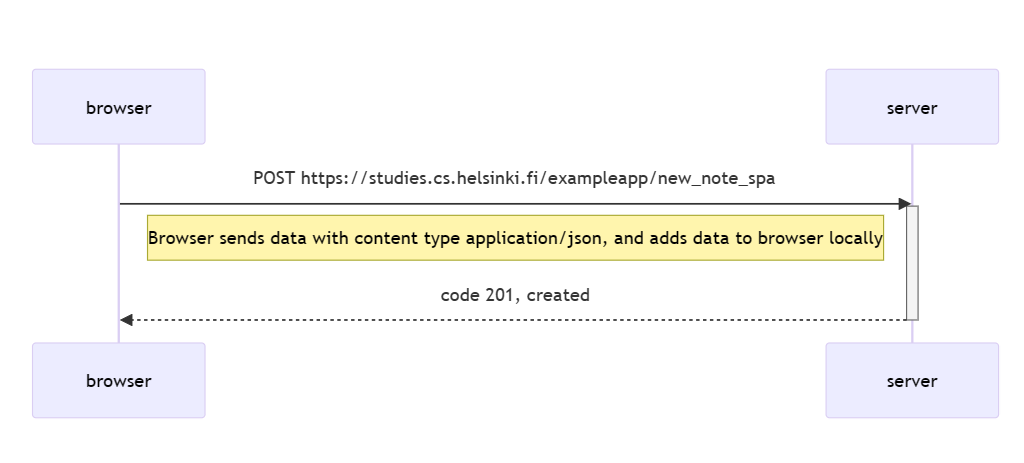 browser
server
POST https://studies.cs.helsinki.fi/exampleapp/new_note_spa
Browser sends data with content type application/json, and adds data to browser locally
code 201, created
browser
server